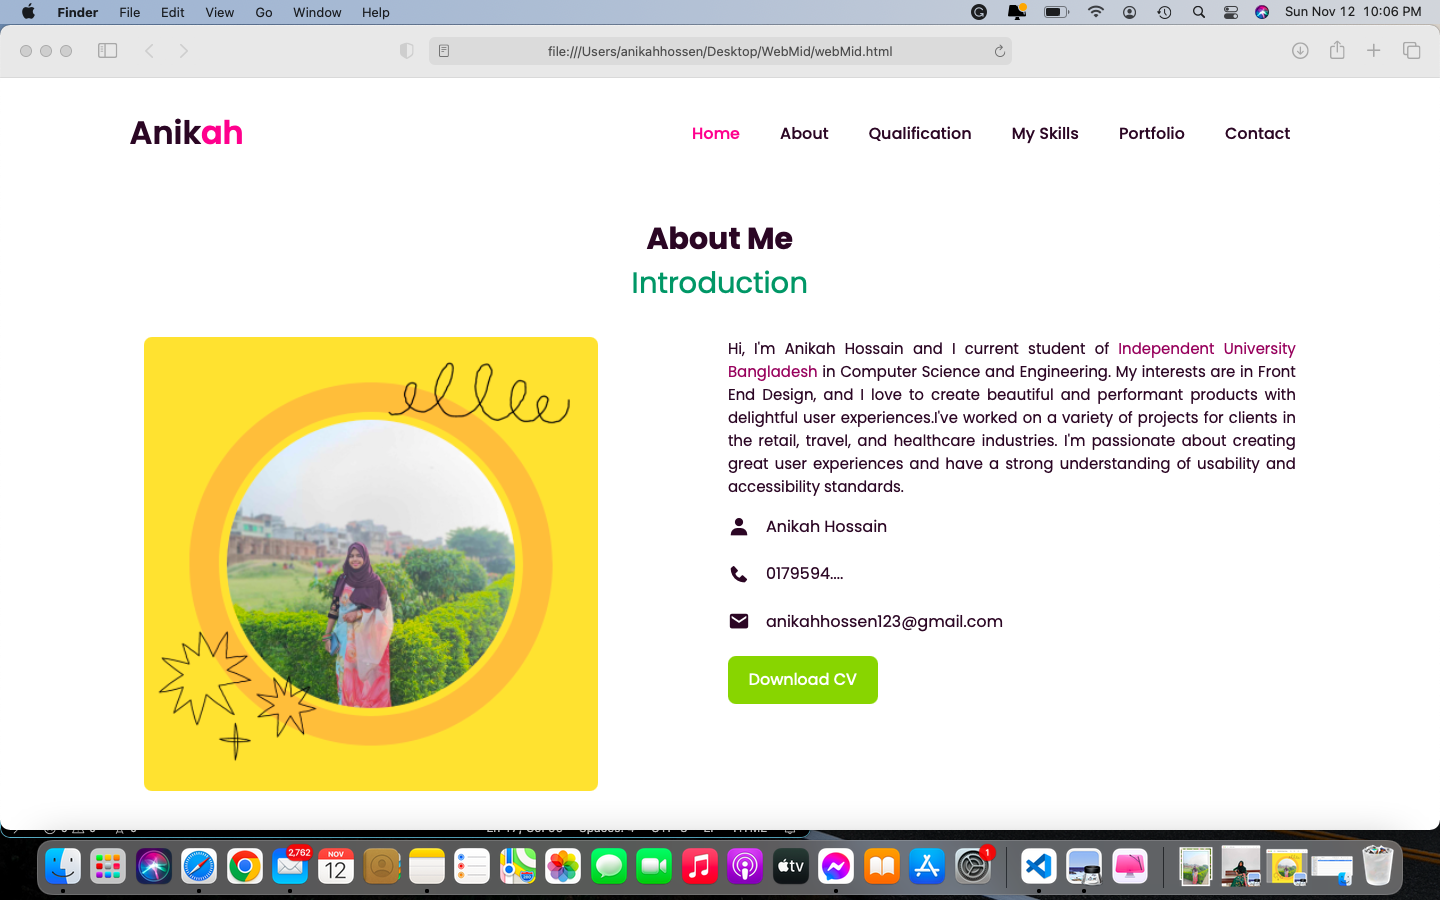 Finder File Edit View Go Window Help Sun Nov 12 10:06 PM
file:///Users/anikahhossen/Desktop/WebMid/webMid.html
Anikah Home About Qualification My Skills Portfolio Contact
About Me
Introduction
Hi, I'm Anikah Hossain and I current student of Independent University
Bangladesh in Computer Science and Engineering. My interests are in Front
End Design, and I love to create beautiful and performant products with
delightful user experiences.I've worked on a variety of projects for clients in
the retail, travel, and healthcare industries. I'm passionate about creating
great user experiences and have a strong understanding of usability and
accessibility standards.
Anikah Hossain
0179594....
anikahhossen123@gmail.com
Download CV
2,762 NOV 1
12 tv